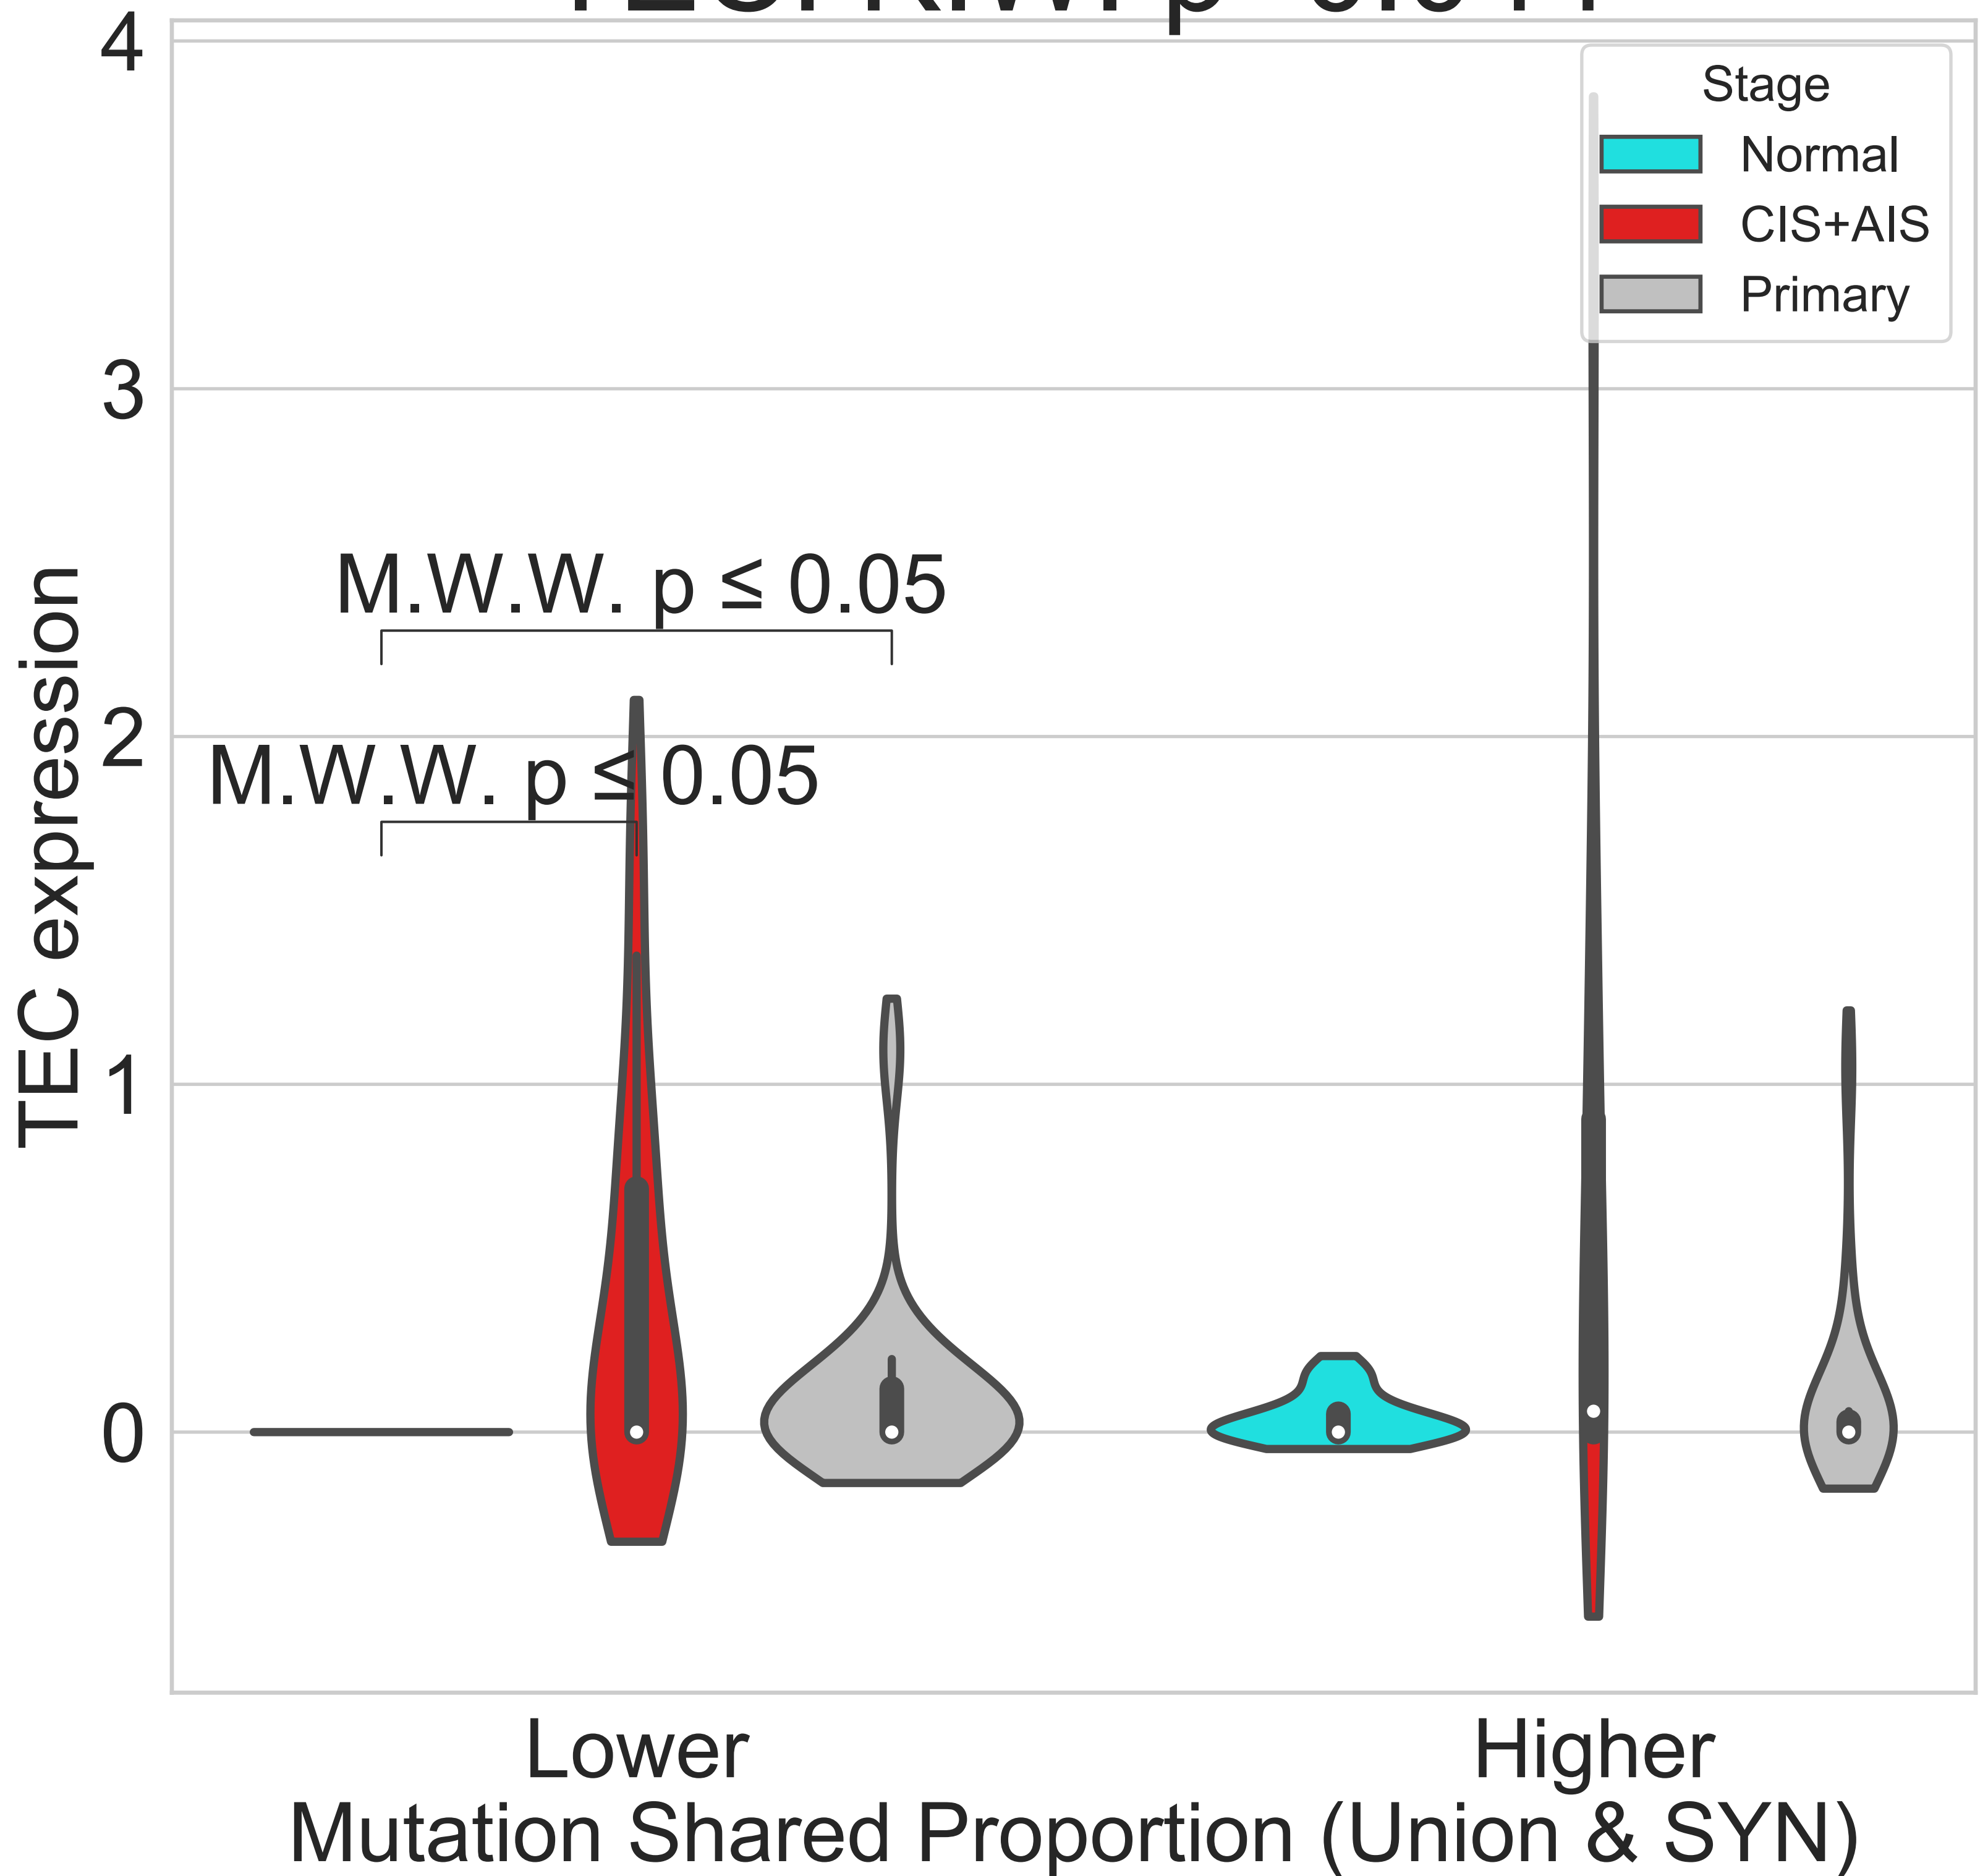 4
Stage
Normal
CIS+AIS
Primary
3
M.W.W. p ≤ 0.05
2
M.W.W. p ≤ 0.05
TEC expression
1
0
Lower
Higher
Mutation Shared Proportion (Union & SYN)